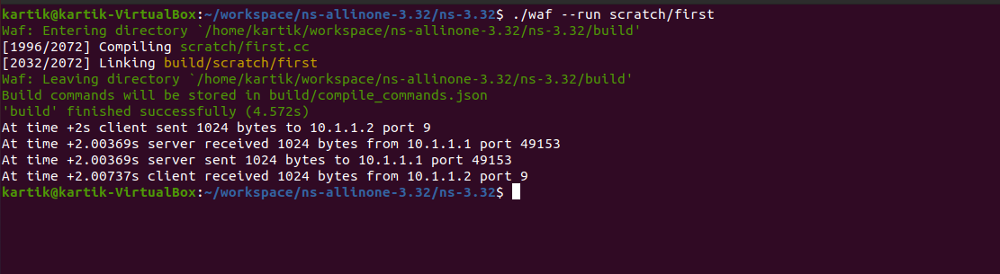 kartik@kartik-VirtualBox:~/workspace/ns-allinone-3.32/ns-3.32$ ./waf --run scratch/first
Waf: Entering directory `/home/kartik/workspace/ns-allinone-3.32/ns-3.32/build'
[1996/2072] Compiling scratch/first.cc
[2032/2072] Linking build/scratch/first
Waf: Leaving directory `/home/kartik/workspace/ns-allinone-3.32/ns-3.32/build'
Build commands will be stored in build/compile_commands.json
'build' finished successfully (4.572s)
At time +2s client sent 1024 bytes to 10.1.1.2 port 9
At time +2.00369s server received 1024 bytes from 10.1.1.1 port 49153
At time +2.00369s server sent 1024 bytes to 10.1.1.1 port 49153
At time +2.00737s client received 1024 bytes from 10.1.1.2 port 9
kartik@kartik-VirtualBox:~/workspace/ns-allinone-3.32/ns-3.32$